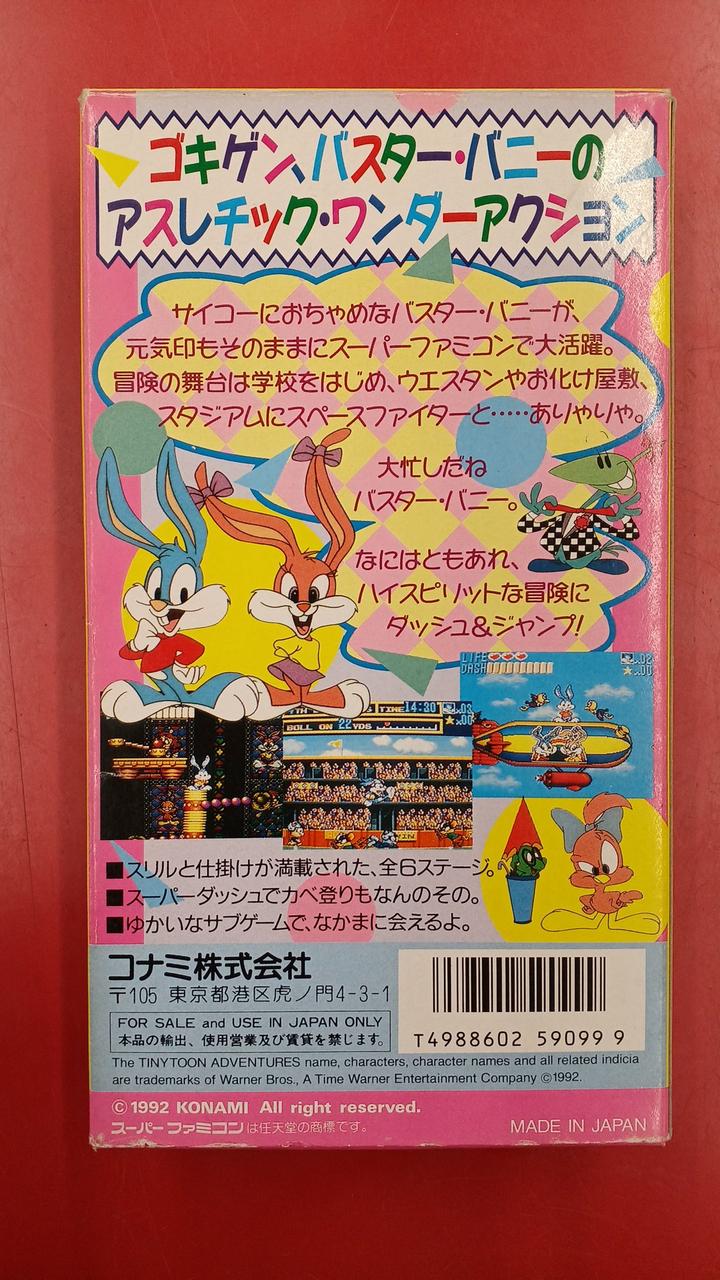 ゴキゲン、バスター・バニーの
アスレチック・ワンダーアクション
サイコーにおちゃめなバスター・バニーが、
元気印もそのままにスーパーファミコンで大活躍。
冒険の舞台は学校をはじめ、ウエスタンやお化け屋敷、
スタジアムにスペースファイターと……ありゃりゃ。
大忙しだね
バスター・バニー。
なにはともあれ、
ハイスピリットな冒険に
ダッシュ&ジャンプ!
LIFE
DASH
TIME 14:30
BALL ON 22 YDS
■スリルと仕掛けが満載された、全6ステージ。
■スーパーダッシュでカベ登りもなんのその。
■ゆかいなサブゲームで、なかまに会えるよ。
コナミ株式会社
〒105 東京都港区虎ノ門4-3-1
FOR SALE and USE IN JAPAN ONLY
本品の輸出、使用営業及び賃貸を禁じます。
T4988602 59099 9
The TINYTOON ADVENTURES name, characters, character names and all related indicia
are trademarks of Warner Bros., A Time Warner Entertainment Company ©1992.
©1992 KONAMI All right reserved.
スーパーファミコンは任天堂の商標です。
MADE IN JAPAN